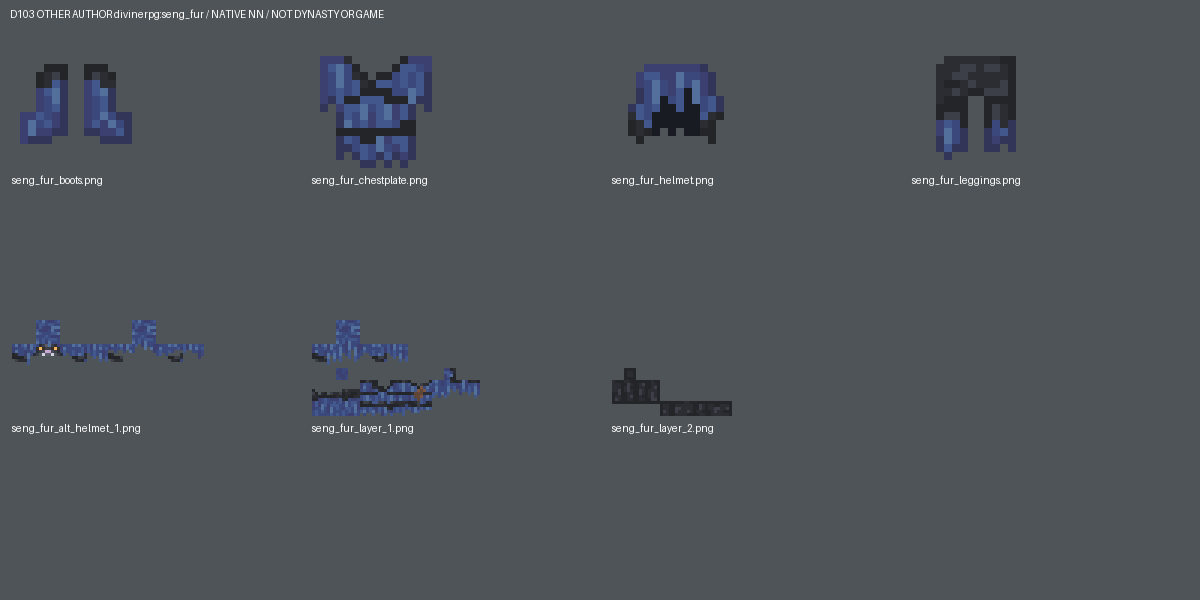 D103 OTHER AUTHOR divinerpg:seng_fur / NATIVE NN / NOT DYNASTY OR GAME
seng_fur_boots.png
seng_fur_chestplate.png
seng_fur_helmet.png
seng_fur_leggings.png
seng_fur_alt_helmet_1.png
seng_fur_layer_1.png
seng_fur_layer_2.png